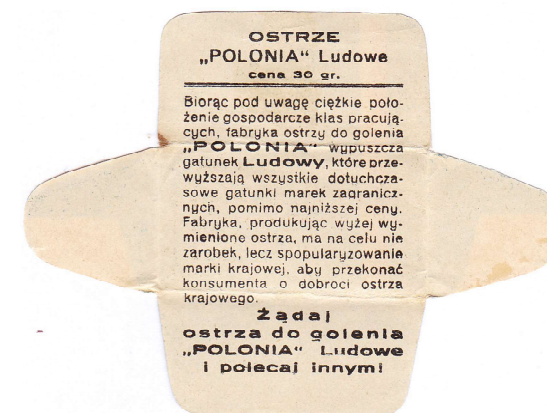 OSTRZE
„POLONIA“ Ludowe
cena 30 gr.
Biorąc pod uwagę ciężkie poło-
żenie gospodarcze klas pracują-
cych, fabryka ostrzy do golenia
„POLONIA“ wypuszcza
gatunek Ludowy, które prze-
wyższają wszystkie dotuchcza-
sowe gatunki marek zagranicz-
nych, pomimo najniższej ceny.
Fabryka, produkując wyżej wy-
mienione ostrza, ma na celu nie
zarobek, lecz spopularyzowanie
marki krajowej, aby przekonać
konsumenta o dobroci ostrza
krajowego.
Żądaj
ostrza do golenia
„POLONIA“ Ludowe
i polecaj innym!